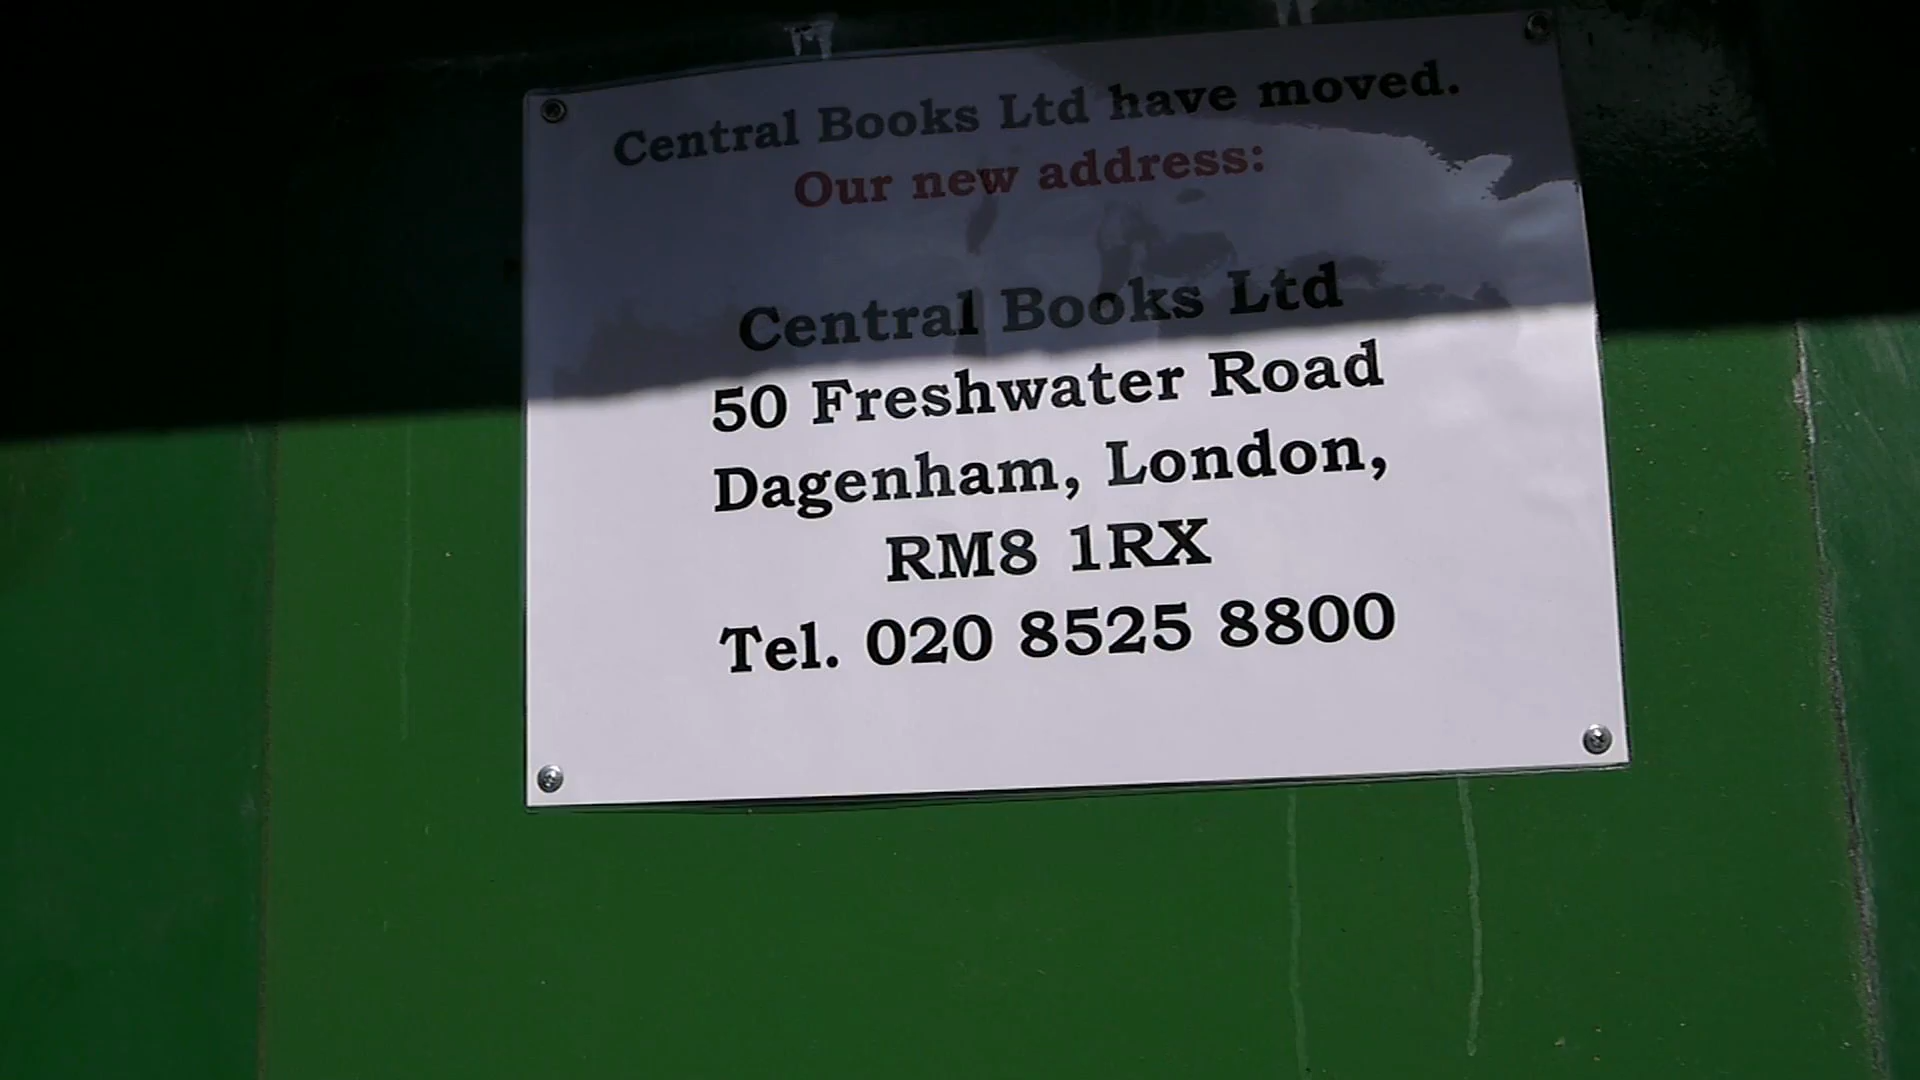 Central Books Ltd have moved.
Our new address:
Central Books Ltd
50 Freshwater Road
Dagenham, London,
RM8 1RX
Tel. 020 8525 8800